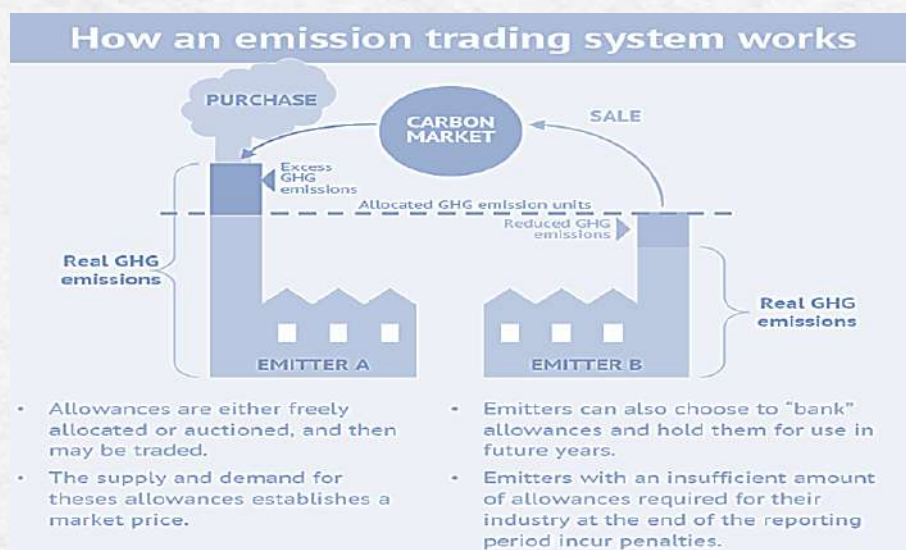 How an emission trading system works
PURCHASE
CARBON
MARKET
SALE
Excess
GHG
emissions
Allocated GHG emission units
Reduced GHG
emissions
Real GHG
emissions
Real GHG
emissions
EMITTER A
EMITTER B
• Allowances are either freely
allocated or auctioned, and then
may be traded.
• The supply and demand for
theses allowances establishes a
market price.
• Emitters can also choose to “bank”
allowances and hold them for use in
future years.
• Emitters with an insufficient amount
of allowances required for their
industry at the end of the reporting
period incur penalties.